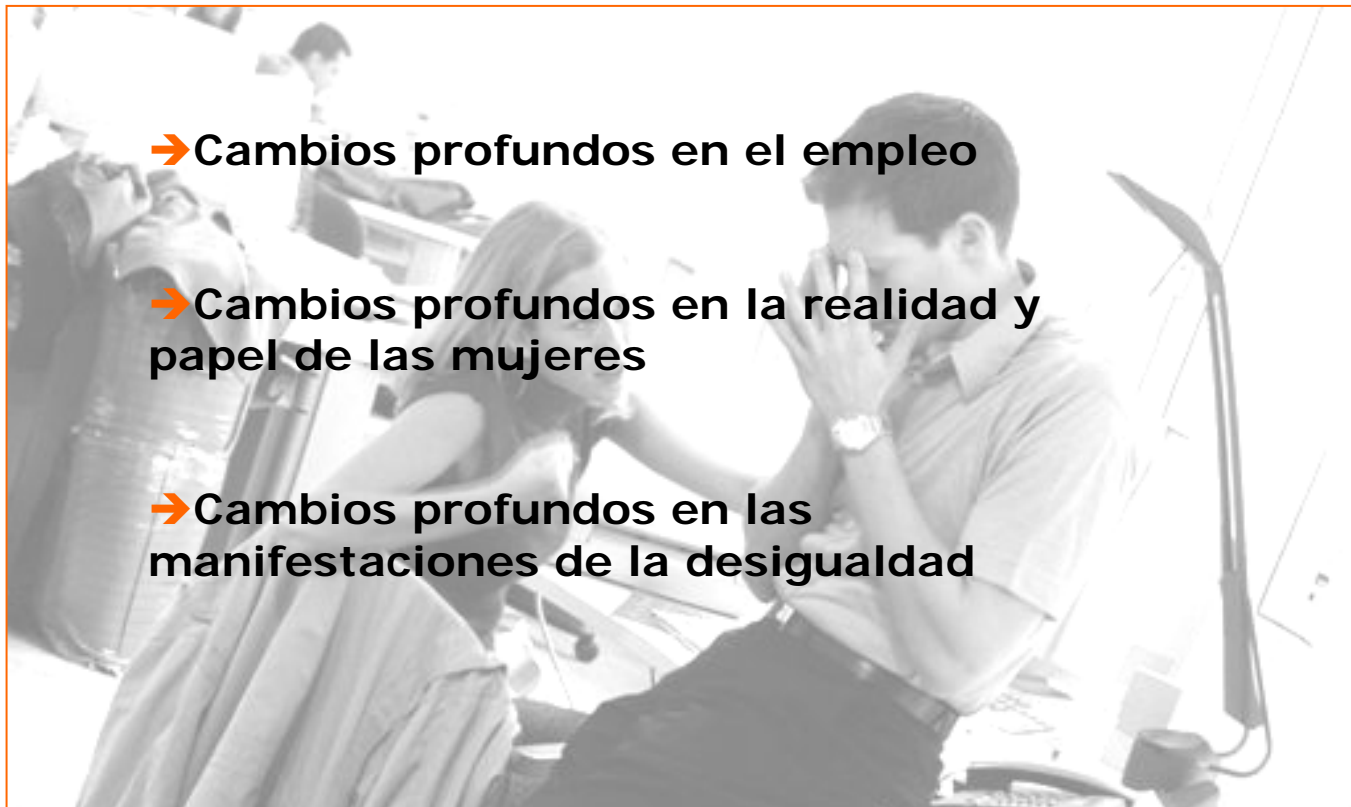 ➔Cambios profundos en el empleo
➔Cambios profundos en la realidad y
papel de las mujeres
➔Cambios profundos en las
manifestaciones de la desigualdad